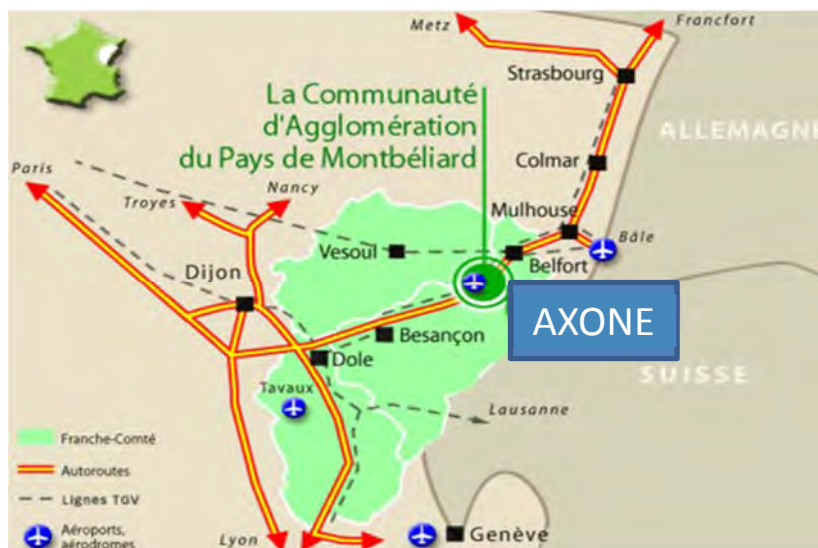 Metz
Francfort
Strasbourg
La Communauté
d'Agglomération
du Pays de Montbéliard
ALLEMAGNE
Colmar
Paris
Troyes
Nancy
Mulhouse
Bâle
Vesoul
Belfort
Dijon
AXONE
Besançon
Dole
SUISSE
Tavaux
Lausanne
Franche-Comté
Autoroutes
Lignes TGV
Aéroports,
aérodromes
Lyon
Genève